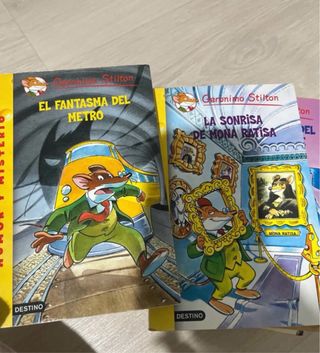 HUMOR Y MISTERIO
Geronimo Stilton
EL FANTASMA DEL
METRO
DESTINO
Geronimo Stilton
LA SONRISA
DE MONA RATISA
MONA RATISA
DESTINO
DEL